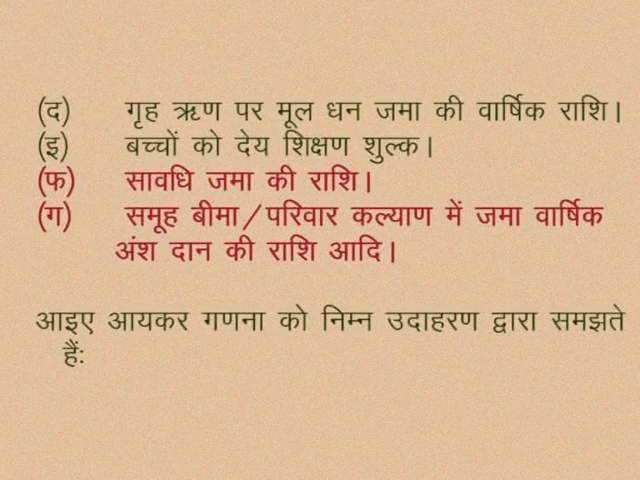 (द) गृह ऋण पर मूल धन जमा की वार्षिक राशि।
(इ) बच्चों को देय शिक्षण शुल्क।
(फ) सावधि जमा की राशि।
(ग) समूह बीमा/परिवार कल्याण में जमा वार्षिक
अंश दान की राशि आदि।
आइए आयकर गणना को निम्न उदाहरण द्वारा समझते
हैं: